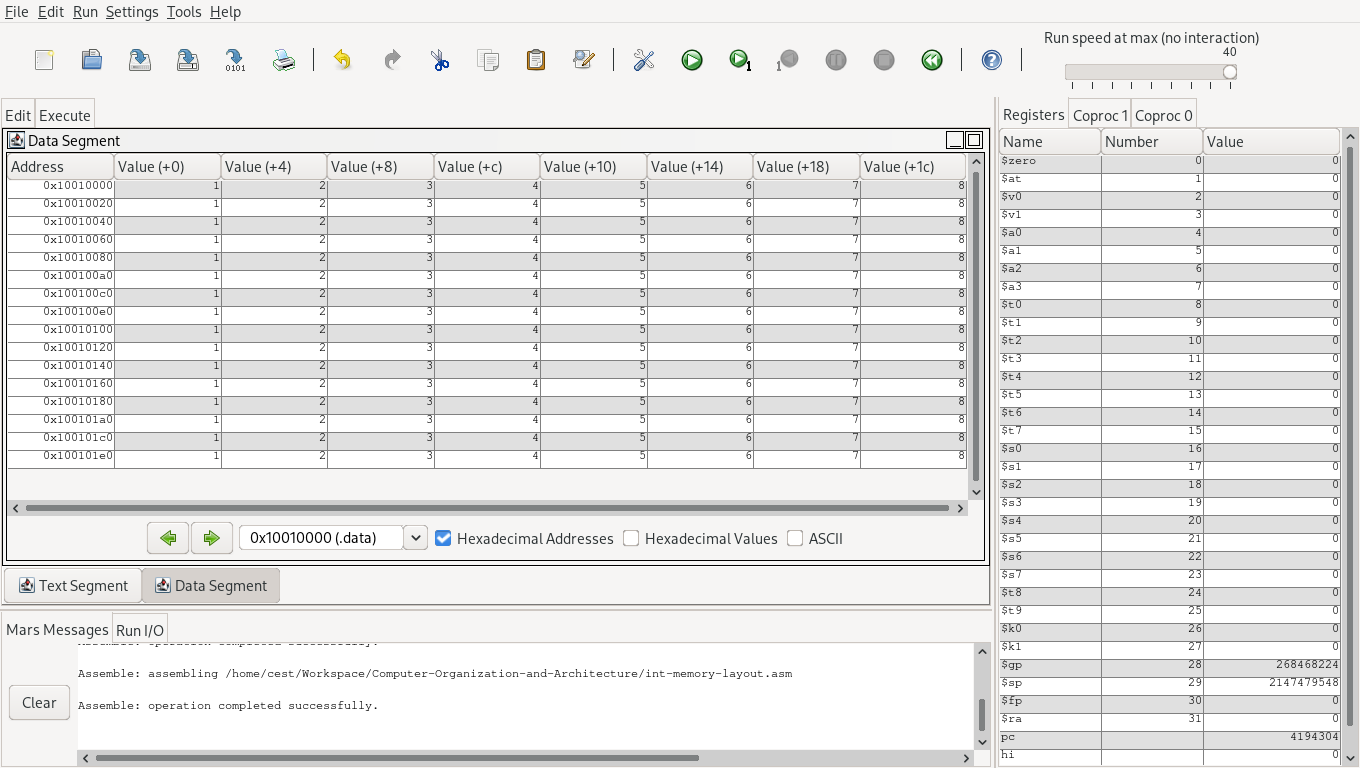 File Edit Run Settings Tools Help
Run speed at max (no interaction)
40
0101
1
1
Edit Execute
Data Segment
Address Value (+0) Value (+4) Value (+8) Value (+c) Value (+10) Value (+14) Value (+18) Value (+1c)
0x10010000 1 2 3 4 5 6 7 8
0x10010020 1 2 3 4 5 6 7 8
0x10010040 1 2 3 4 5 6 7 8
0x10010060 1 2 3 4 5 6 7 8
0x10010080 1 2 3 4 5 6 7 8
0x100100a0 1 2 3 4 5 6 7 8
0x100100c0 1 2 3 4 5 6 7 8
0x100100e0 1 2 3 4 5 6 7 8
0x10010100 1 2 3 4 5 6 7 8
0x10010120 1 2 3 4 5 6 7 8
0x10010140 1 2 3 4 5 6 7 8
0x10010160 1 2 3 4 5 6 7 8
0x10010180 1 2 3 4 5 6 7 8
0x100101a0 1 2 3 4 5 6 7 8
0x100101c0 1 2 3 4 5 6 7 8
0x100101e0 1 2 3 4 5 6 7 8
0x10010000 (.data) Hexadecimal Addresses Hexadecimal Values ASCII
Text Segment Data Segment
Mars Messages Run I/O
Assemble: operation completed successfully.
Assemble: assembling /home/cest/Workspace/Computer-Organization-and-Architecture/int-memory-layout.asm
Clear
Assemble: operation completed successfully.
Registers Coproc 1 Coproc 0
Name Number Value
$zero 0 0
$at 1 0
$v0 2 0
$v1 3 0
$a0 4 0
$a1 5 0
$a2 6 0
$a3 7 0
$t0 8 0
$t1 9 0
$t2 10 0
$t3 11 0
$t4 12 0
$t5 13 0
$t6 14 0
$t7 15 0
$s0 16 0
$s1 17 0
$s2 18 0
$s3 19 0
$s4 20 0
$s5 21 0
$s6 22 0
$s7 23 0
$t8 24 0
$t9 25 0
$k0 26 0
$k1 27 0
$gp 28 268468224
$sp 29 2147479548
$fp 30 0
$ra 31 0
pc 4194304
hi 0